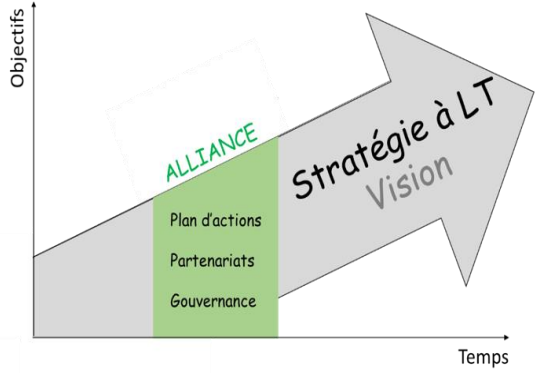 Objectifs
Stratégie à LT
Vision
ALLIANCE
Plan d'actions
Partenariats
Gouvernance
Temps